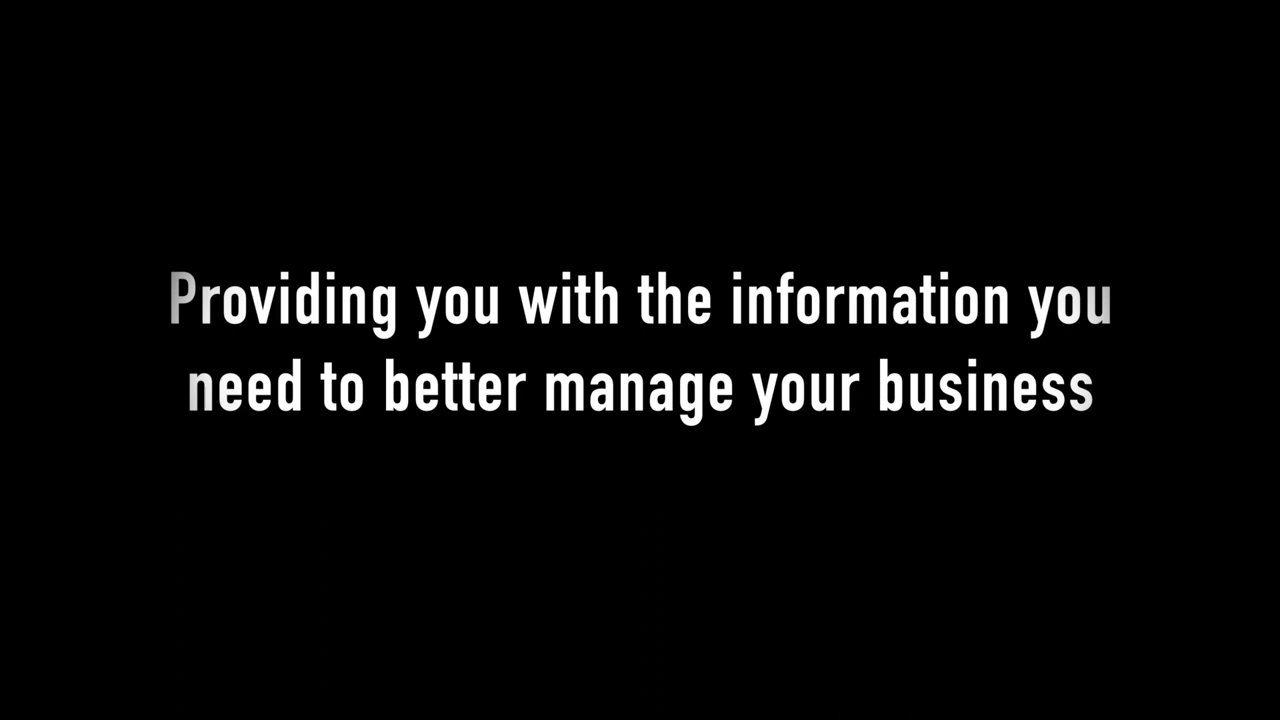 Providing you with the information you
need to better manage your business